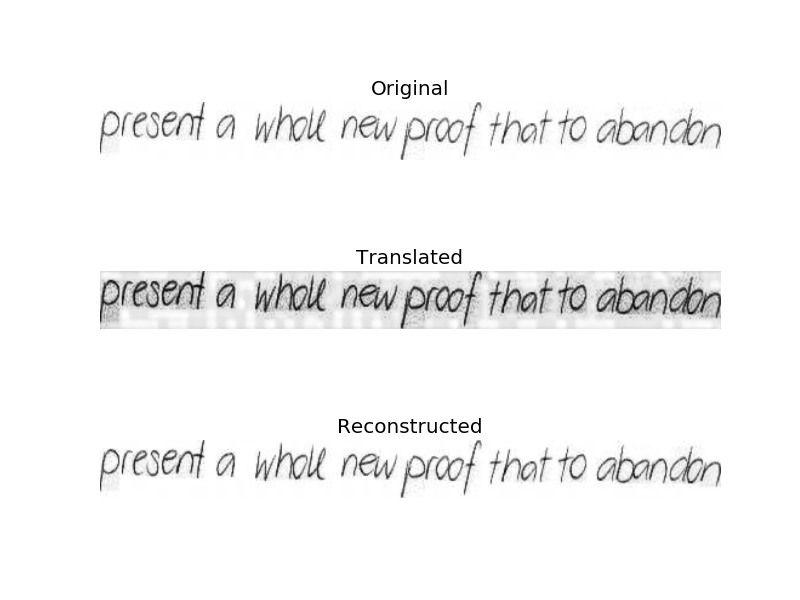 Original
present a whole new proof that to abandon
Translated
present a whole new proof that to abandon
Reconstructed
present a whole new proof that to abandon